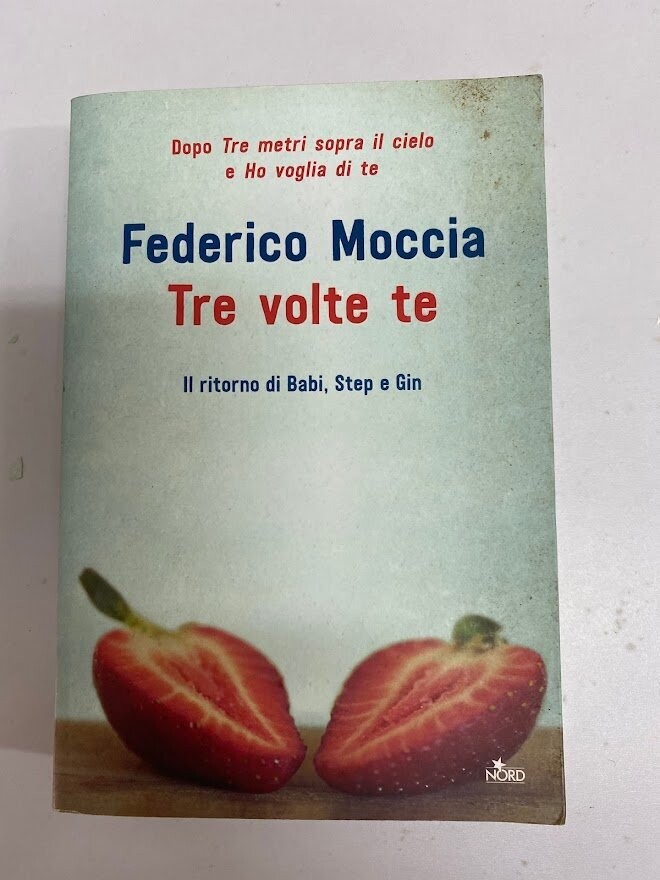 Dopo Tre metri sopra il cielo
e Ho voglia di te
Federico Moccia
Tre volte te
Il ritorno di Babi, Step e Gin
NORD